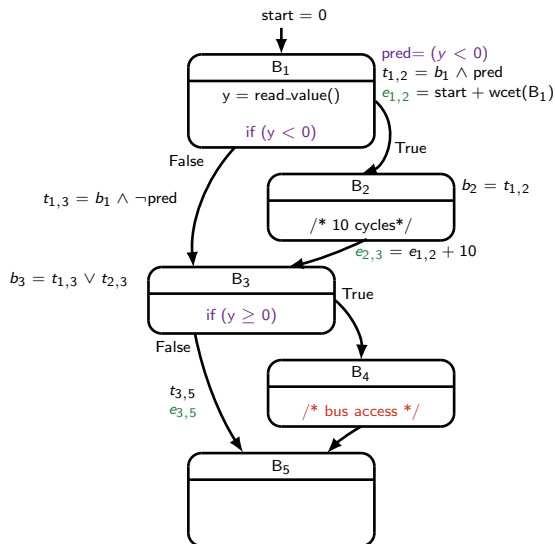 start = 0
pred= (y < 0)
B₁
t₁,₂ = b₁ ∧ pred
e₁,₂ = start + wcet(B₁)
y = read_value()
if (y < 0)
False
True
B₂
b₂ = t₁,₂
t₁,₃ = b₁ ∧ ¬pred
/* 10 cycles*/
e₂,₃ = e₁,₂ + 10
b₃ = t₁,₃ ∨ t₂,₃
B₃
True
if (y ≥ 0)
False
B₄
t₃,₅
e₃,₅
/* bus access */
B₅